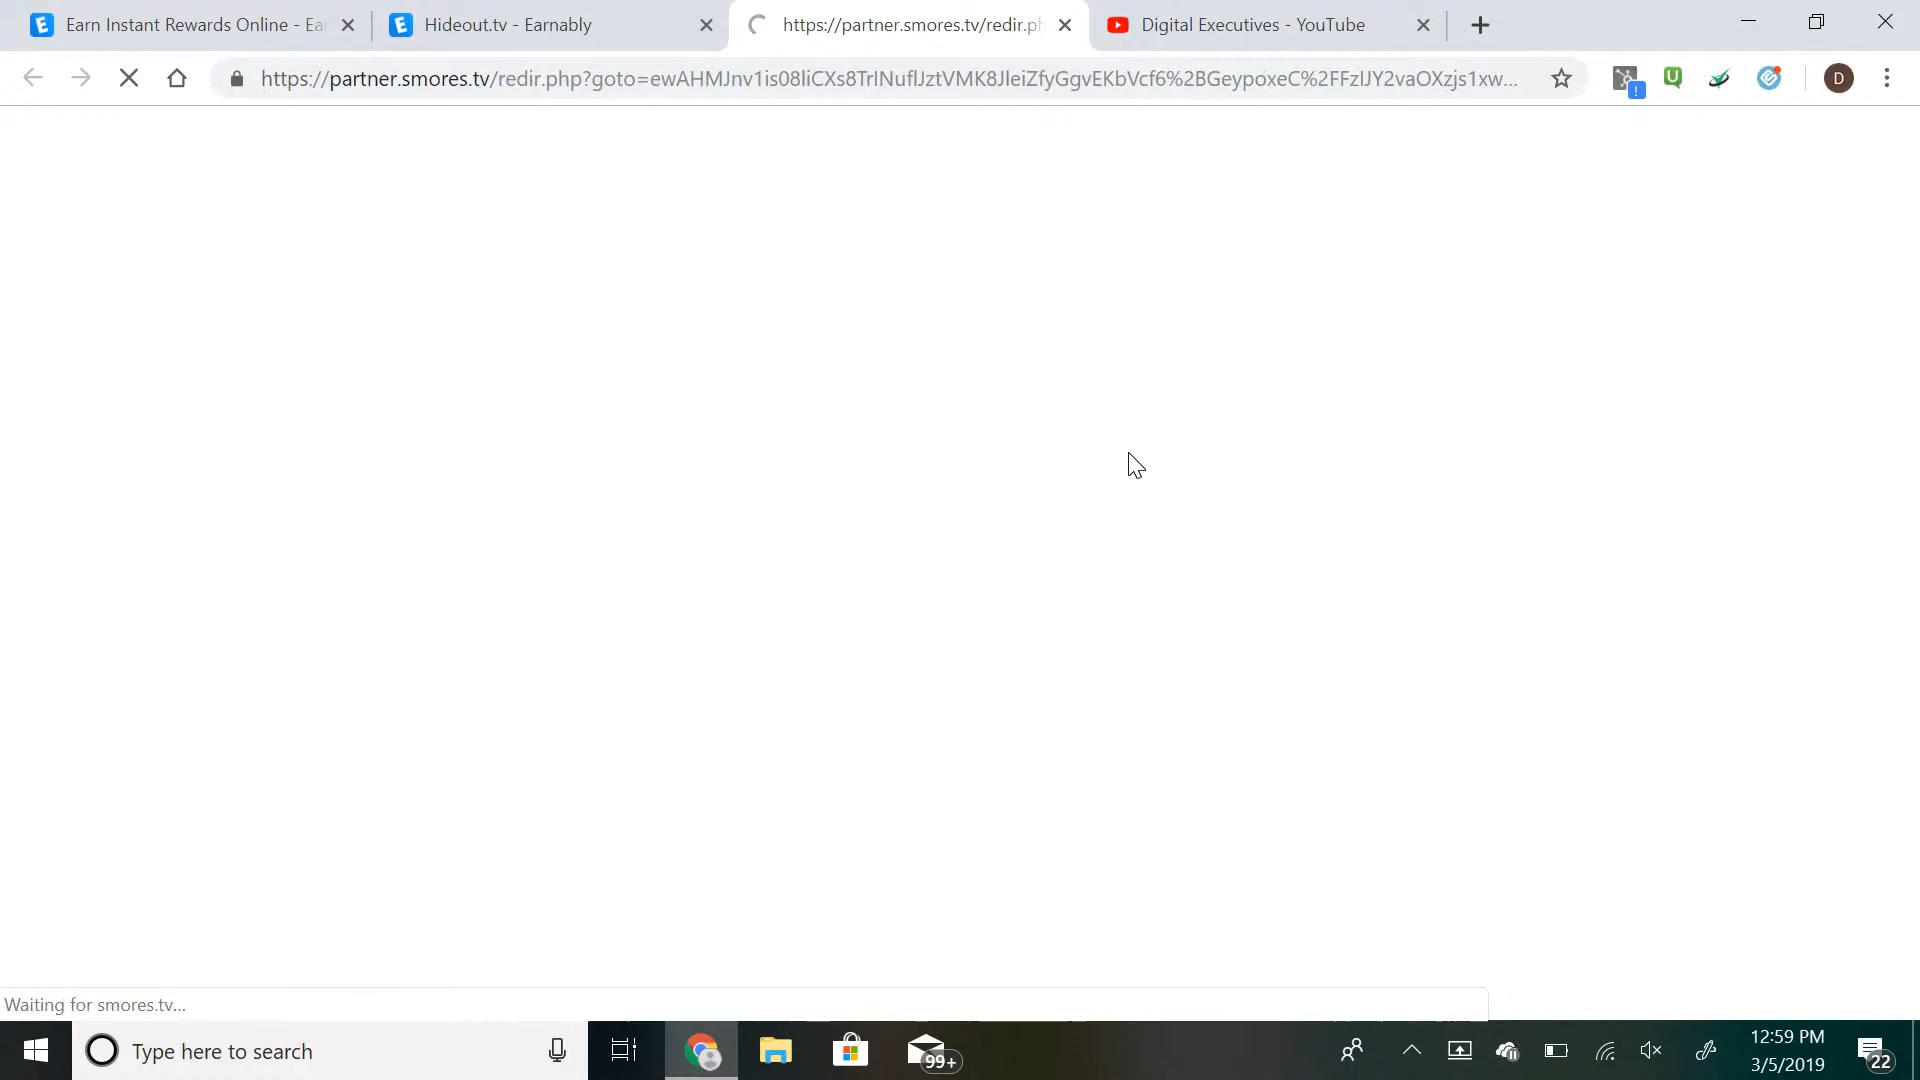 Earn Instant Rewards Online - Ea
Hideout.tv - Earnably
https://partner.smores.tv/redir.ph
Digital Executives - YouTube
https://partner.smores.tv/redir.php?goto=ewAHMJnv1is08liCXs8TrINuflJztVMK8JIeiZfyGgvEKbVcf6%2BGeypoxeC%2FFzIJY2vaOXzjs1xw...
D
Waiting for smores.tv...
Type here to search
99+
12:59 PM
3/5/2019
22